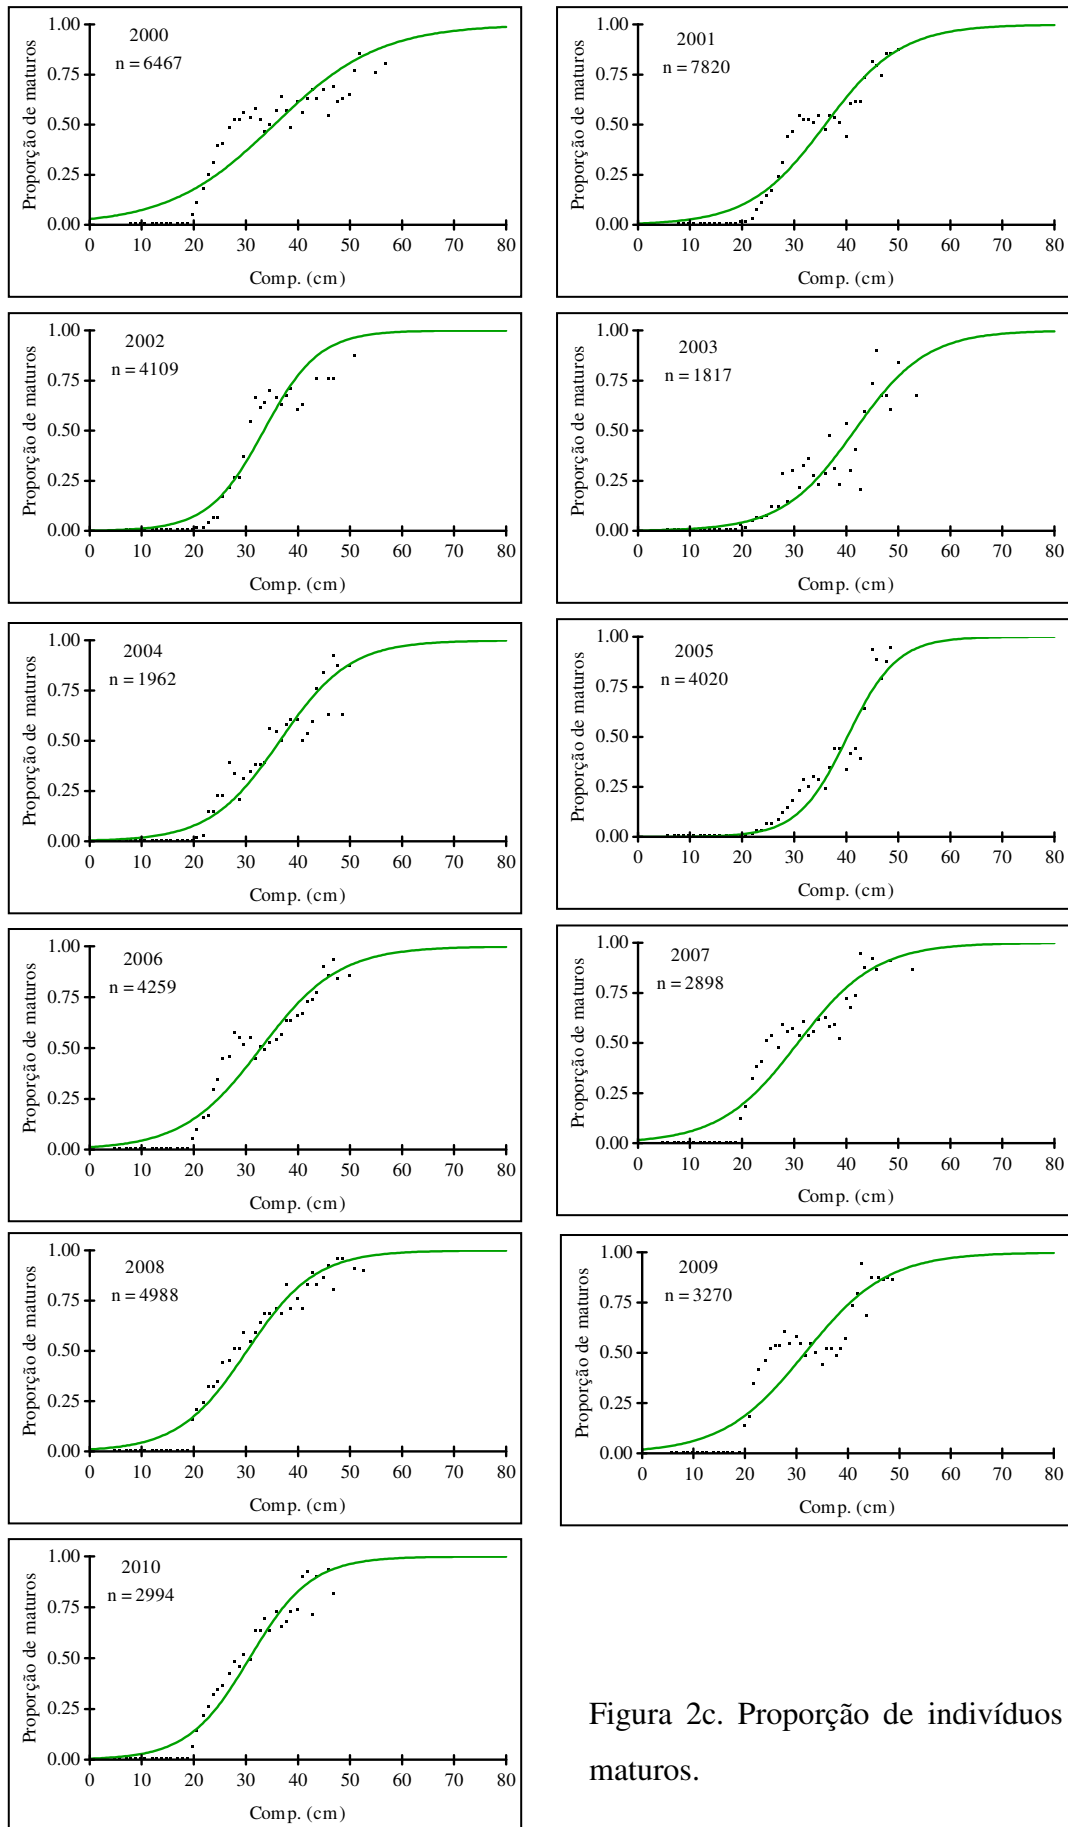 1.00
0.75
0.50
0.25
0.00
Proporção de maturos
2000
n = 6467
0 10 20 30 40 50 60 70 80
Comp. (cm)
1.00
0.75
0.50
0.25
0.00
Proporção de maturos
2001
n = 7820
0 10 20 30 40 50 60 70 80
Comp. (cm)
1.00
0.75
0.50
0.25
0.00
Proporção de maturos
2002
n = 4109
0 10 20 30 40 50 60 70 80
Comp. (cm)
1.00
0.75
0.50
0.25
0.00
Proporção de maturos
2003
n = 1817
0 10 20 30 40 50 60 70 80
Comp. (cm)
1.00
0.75
0.50
0.25
0.00
Proporção de maturos
2004
n = 1962
0 10 20 30 40 50 60 70 80
Comp. (cm)
1.00
0.75
0.50
0.25
0.00
Proporção de maturos
2005
n = 4020
0 10 20 30 40 50 60 70 80
Comp. (cm)
1.00
0.75
0.50
0.25
0.00
Proporção de maturos
2006
n = 4259
0 10 20 30 40 50 60 70 80
Comp. (cm)
1.00
0.75
0.50
0.25
0.00
Proporção de maturos
2007
n = 2898
0 10 20 30 40 50 60 70 80
Comp. (cm)
1.00
0.75
0.50
0.25
0.00
Proporção de maturos
2008
n = 4988
0 10 20 30 40 50 60 70 80
Comp. (cm)
1.00
0.75
0.50
0.25
0.00
Proporção de maturos
2009
n = 3270
0 10 20 30 40 50 60 70 80
Comp. (cm)
1.00
0.75
0.50
0.25
0.00
Proporção de maturos
2010
n = 2994
0 10 20 30 40 50 60 70 80
Comp. (cm)
Figura 2c. Proporção de indivíduos
maturos.